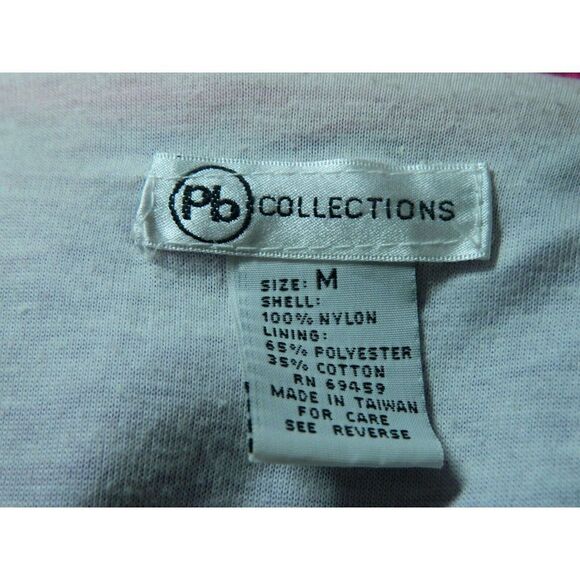 Pb COLLECTIONS
SIZE: M
SHELL:
100% NYLON
LINING:
65% POLYESTER
35% COTTON
RN 69459
MADE IN TAIWAN
FOR CARE
SEE REVERSE